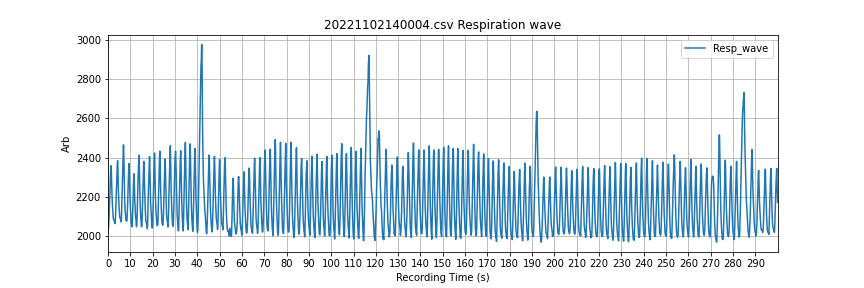 20221102140004.csv Respiration wave
Resp_wave
3000
2800
2600
2400
2200
2000
Arb
0 10 20 30 40 50 60 70 80 90 100 110 120 130 140 150 160 170 180 190 200 210 220 230 240 250 260 270 280 290
Recording Time (s)